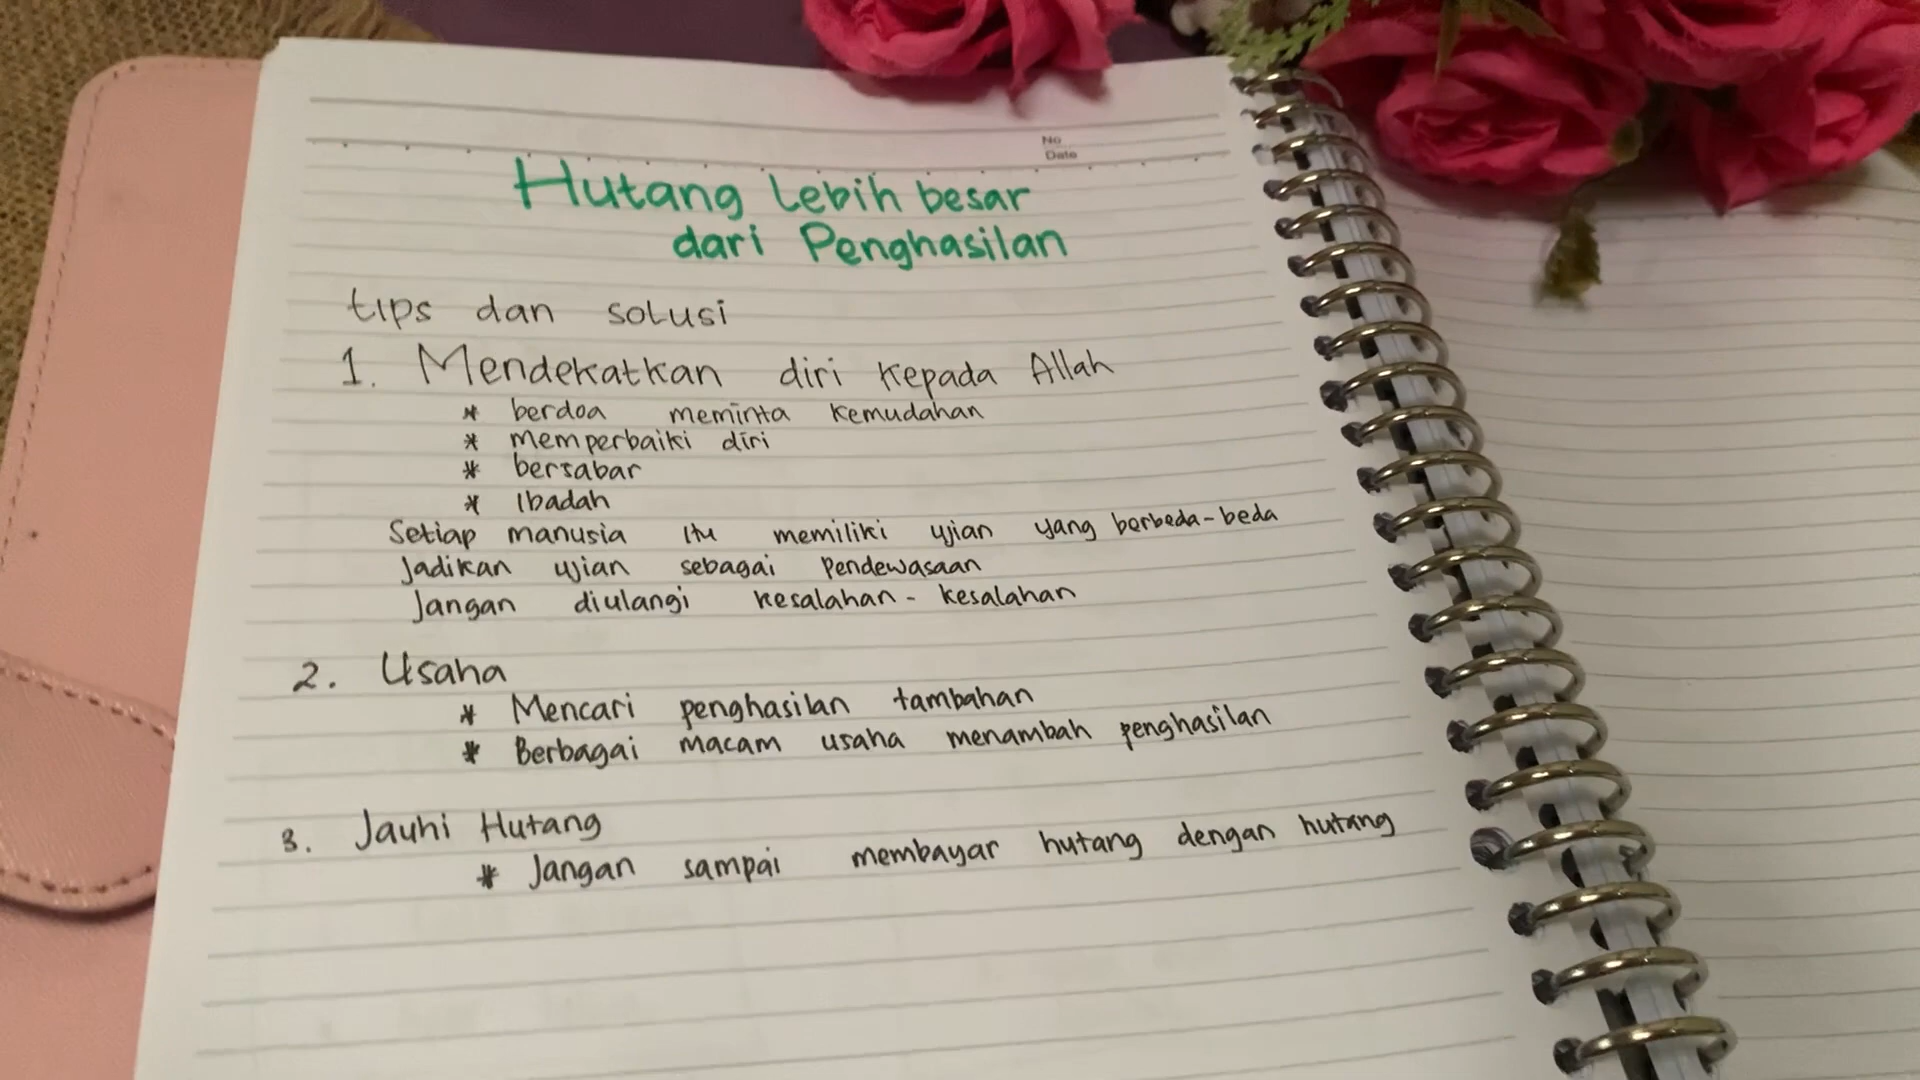 No
Date
Hutang Lebih besar
dari Penghasilan
tips dan solusi
1. Mendekatkan diri kepada Allah
* berdoa meminta kemudahan
* memperbaiki diri
* bersabar
* Ibadah
Setiap manusia itu memiliki ujian yang berbeda-beda
Jadikan ujian sebagai pendewasaan
Jangan diulangi kesalahan - kesalahan
2. Usaha
* Mencari penghasilan tambahan
* Berbagai macam usaha menambah penghasilan
3. Jauhi Hutang
* Jangan sampai membayar hutang dengan hutang